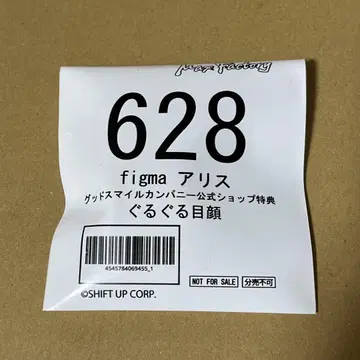 Max Factory
628
figma アリス
グッドスマイルカンパニー公式ショップ特典
ぐるぐる目顔
4545784069455_1
NOT FOR SALE 分売不可
©SHIFT UP CORP.